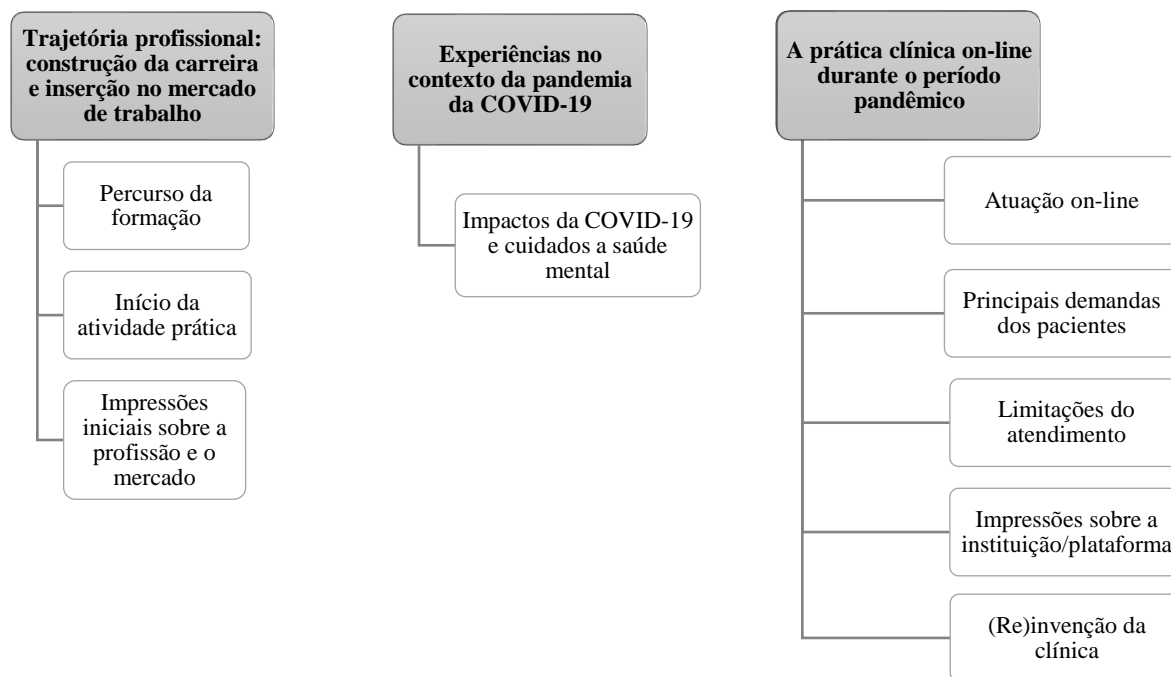 Trajetória profissional:
construção da carreira
e inserção no mercado
de trabalho
Percurso da
formação
Início da
atividade prática
Impressões
iniciais sobre a
profissão e o
mercado
Experiências no
contexto da pandemia
da COVID-19
Impactos da COVID-19
e cuidados a saúde
mental
A prática clínica on-line
durante o período
pandêmico
Atuação on-line
Principais demandas
dos pacientes
Limitações do
atendimento
Impressões sobre a
instituição/plataforma
(Re)invenção da
clínica